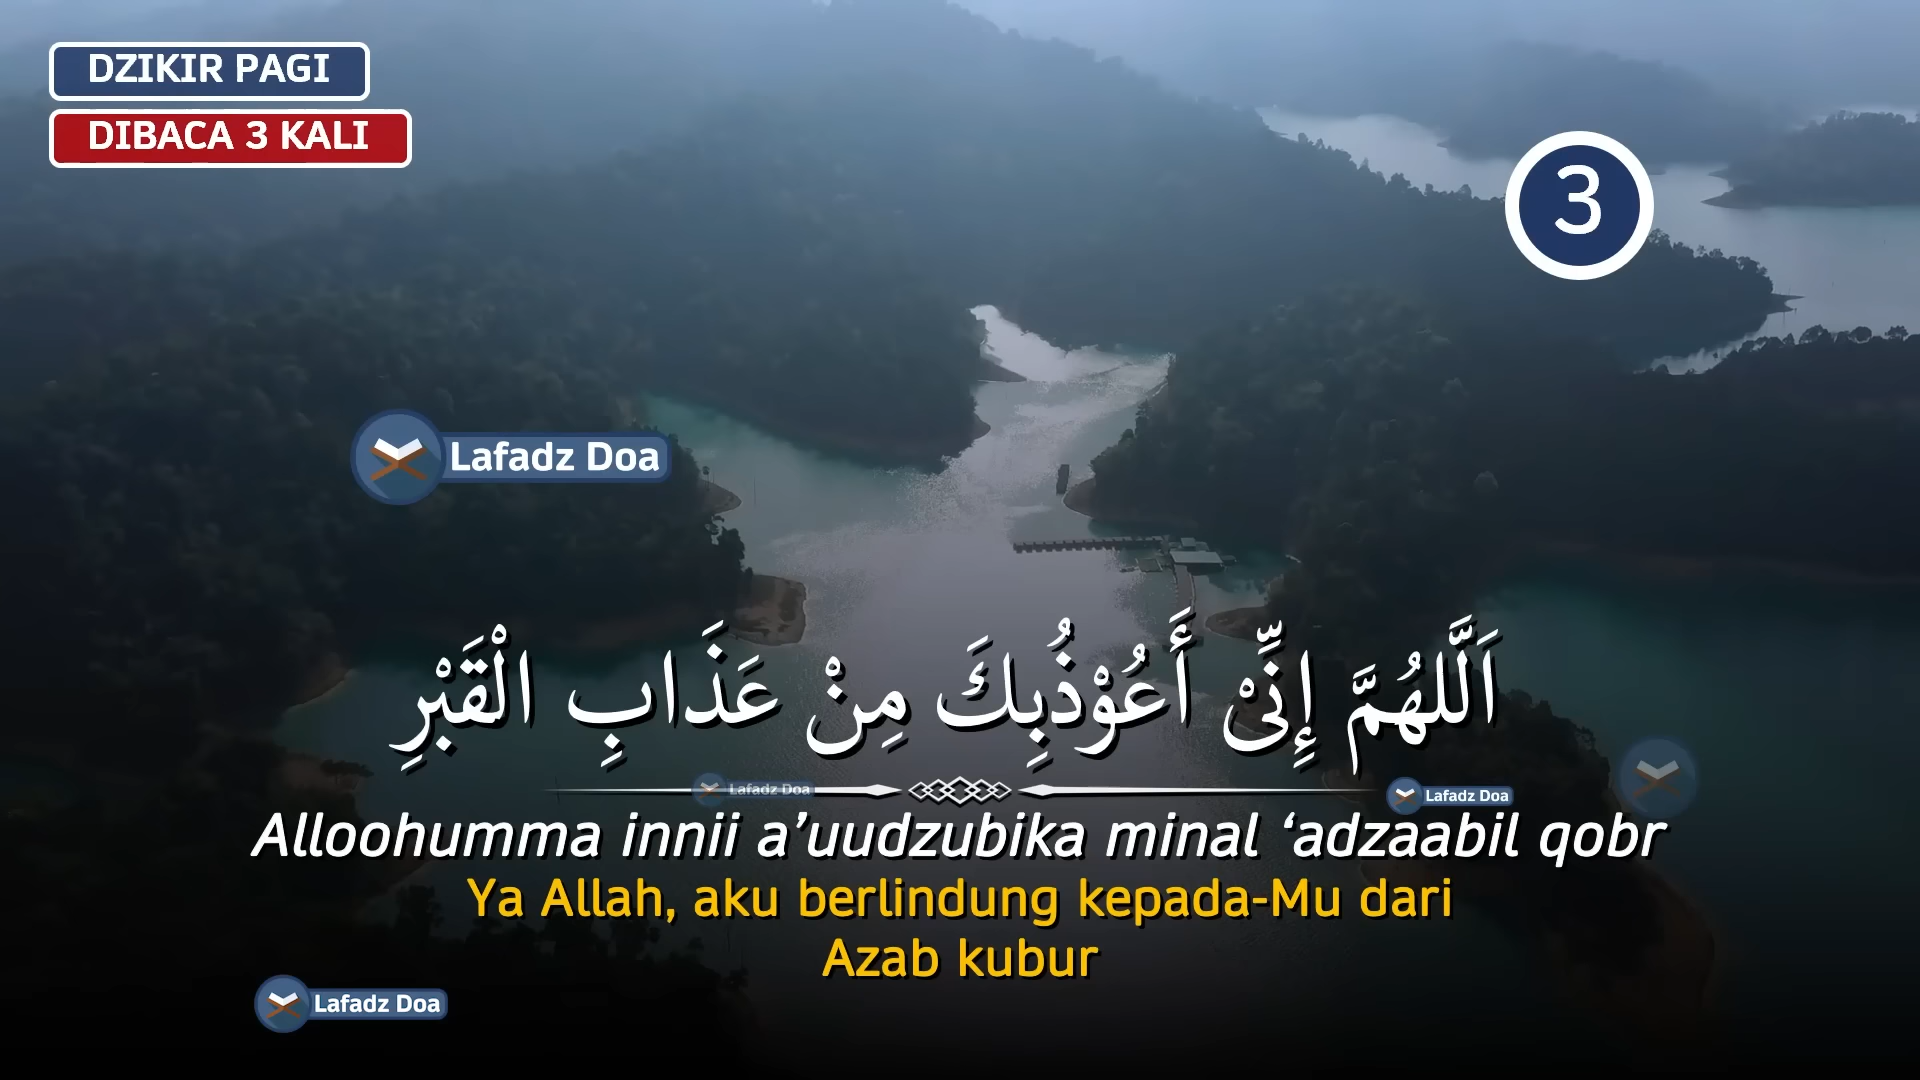 DZIKIR PAGI
DIBACA 3 KALI
3
Lafadz Doa
اَللّٰهُمَّ إِنِّىْ أَعُوْذُبِكَ مِنْ عَذَابِ الْقَبْرِ
Lafadz Doa
Lafadz Doa
Alloohumma innii a’uudzubika minal ‘adzaabil qobr
Ya Allah, aku berlindung kepada-Mu dari
Azab kubur
Lafadz Doa